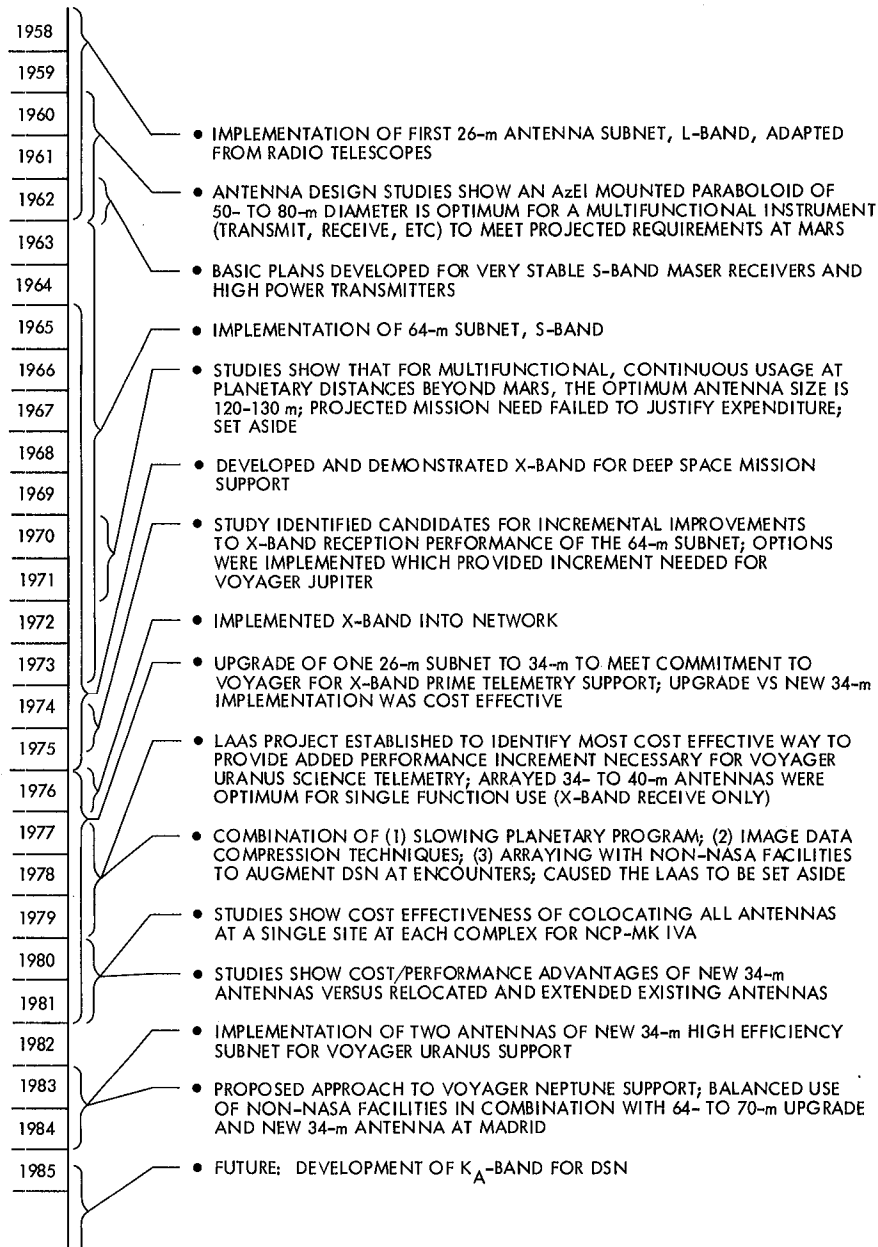 1958
1959
1960
1961
1962
1963
1964
1965
1966
1967
1968
1969
1970
1971
1972
1973
1974
1975
1976
1977
1978
1979
1980
1981
1982
1983
1984
1985
• IMPLEMENTATION OF FIRST 26-m ANTENNA SUBNET, L-BAND, ADAPTED
FROM RADIO TELESCOPES
• ANTENNA DESIGN STUDIES SHOW AN AzEl MOUNTED PARABOLOID OF
50- TO 80-m DIAMETER IS OPTIMUM FOR A MULTIFUNCTIONAL INSTRUMENT
(TRANSMIT, RECEIVE, ETC) TO MEET PROJECTED REQUIREMENTS AT MARS
• BASIC PLANS DEVELOPED FOR VERY STABLE S-BAND MASER RECEIVERS AND
HIGH POWER TRANSMITTERS
• IMPLEMENTATION OF 64-m SUBNET, S-BAND
• STUDIES SHOW THAT FOR MULTIFUNCTIONAL, CONTINUOUS USAGE AT
PLANETARY DISTANCES BEYOND MARS, THE OPTIMUM ANTENNA SIZE IS
120-130 m; PROJECTED MISSION NEED FAILED TO JUSTIFY EXPENDITURE;
SET ASIDE
• DEVELOPED AND DEMONSTRATED X-BAND FOR DEEP SPACE MISSION
SUPPORT
• STUDY IDENTIFIED CANDIDATES FOR INCREMENTAL IMPROVEMENTS
TO X-BAND RECEPTION PERFORMANCE OF THE 64-m SUBNET; OPTIONS
WERE IMPLEMENTED WHICH PROVIDED INCREMENT NEEDED FOR
VOYAGER JUPITER
• IMPLEMENTED X-BAND INTO NETWORK
• UPGRADE OF ONE 26-m SUBNET TO 34-m TO MEET COMMITMENT TO
VOYAGER FOR X-BAND PRIME TELEMETRY SUPPORT; UPGRADE VS NEW 34-m
IMPLEMENTATION WAS COST EFFECTIVE
• LAAS PROJECT ESTABLISHED TO IDENTIFY MOST COST EFFECTIVE WAY TO
PROVIDE ADDED PERFORMANCE INCREMENT NECESSARY FOR VOYAGER
URANUS SCIENCE TELEMETRY; ARRAYED 34- TO 40-m ANTENNAS WERE
OPTIMUM FOR SINGLE FUNCTION USE (X-BAND RECEIVE ONLY)
• COMBINATION OF (1) SLOWING PLANETARY PROGRAM; (2) IMAGE DATA
COMPRESSION TECHNIQUES; (3) ARRAYING WITH NON-NASA FACILITIES
TO AUGMENT DSN AT ENCOUNTERS; CAUSED THE LAAS TO BE SET ASIDE
• STUDIES SHOW COST EFFECTIVENESS OF COLOCATING ALL ANTENNAS
AT A SINGLE SITE AT EACH COMPLEX FOR NCP-MK IVA
• STUDIES SHOW COST/PERFORMANCE ADVANTAGES OF NEW 34-m
ANTENNAS VERSUS RELOCATED AND EXTENDED EXISTING ANTENNAS
• IMPLEMENTATION OF TWO ANTENNAS OF NEW 34-m HIGH EFFICIENCY
SUBNET FOR VOYAGER URANUS SUPPORT
• PROPOSED APPROACH TO VOYAGER NEPTUNE SUPPORT; BALANCED USE
OF NON-NASA FACILITIES IN COMBINATION WITH 64- TO 70-m UPGRADE
AND NEW 34-m ANTENNA AT MADRID
• FUTURE: DEVELOPMENT OF KA-BAND FOR DSN